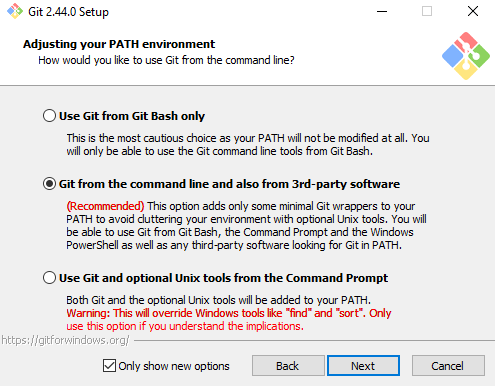 Git 2.44.0 Setup
Adjusting your PATH environment
How would you like to use Git from the command line?
Use Git from Git Bash only
This is the most cautious choice as your PATH will not be modified at all. You
will only be able to use the Git command line tools from Git Bash.
Git from the command line and also from 3rd-party software
(Recommended) This option adds only some minimal Git wrappers to your
PATH to avoid cluttering your environment with optional Unix tools. You will
be able to use Git from Git Bash, the Command Prompt and the Windows
PowerShell as well as any third-party software looking for Git in PATH.
Use Git and optional Unix tools from the Command Prompt
Both Git and the optional Unix tools will be added to your PATH.
Warning: This will override Windows tools like "find" and "sort". Only
use this option if you understand the implications.
https://gitforwindows.org/
Only show new options
Back
Next
Cancel